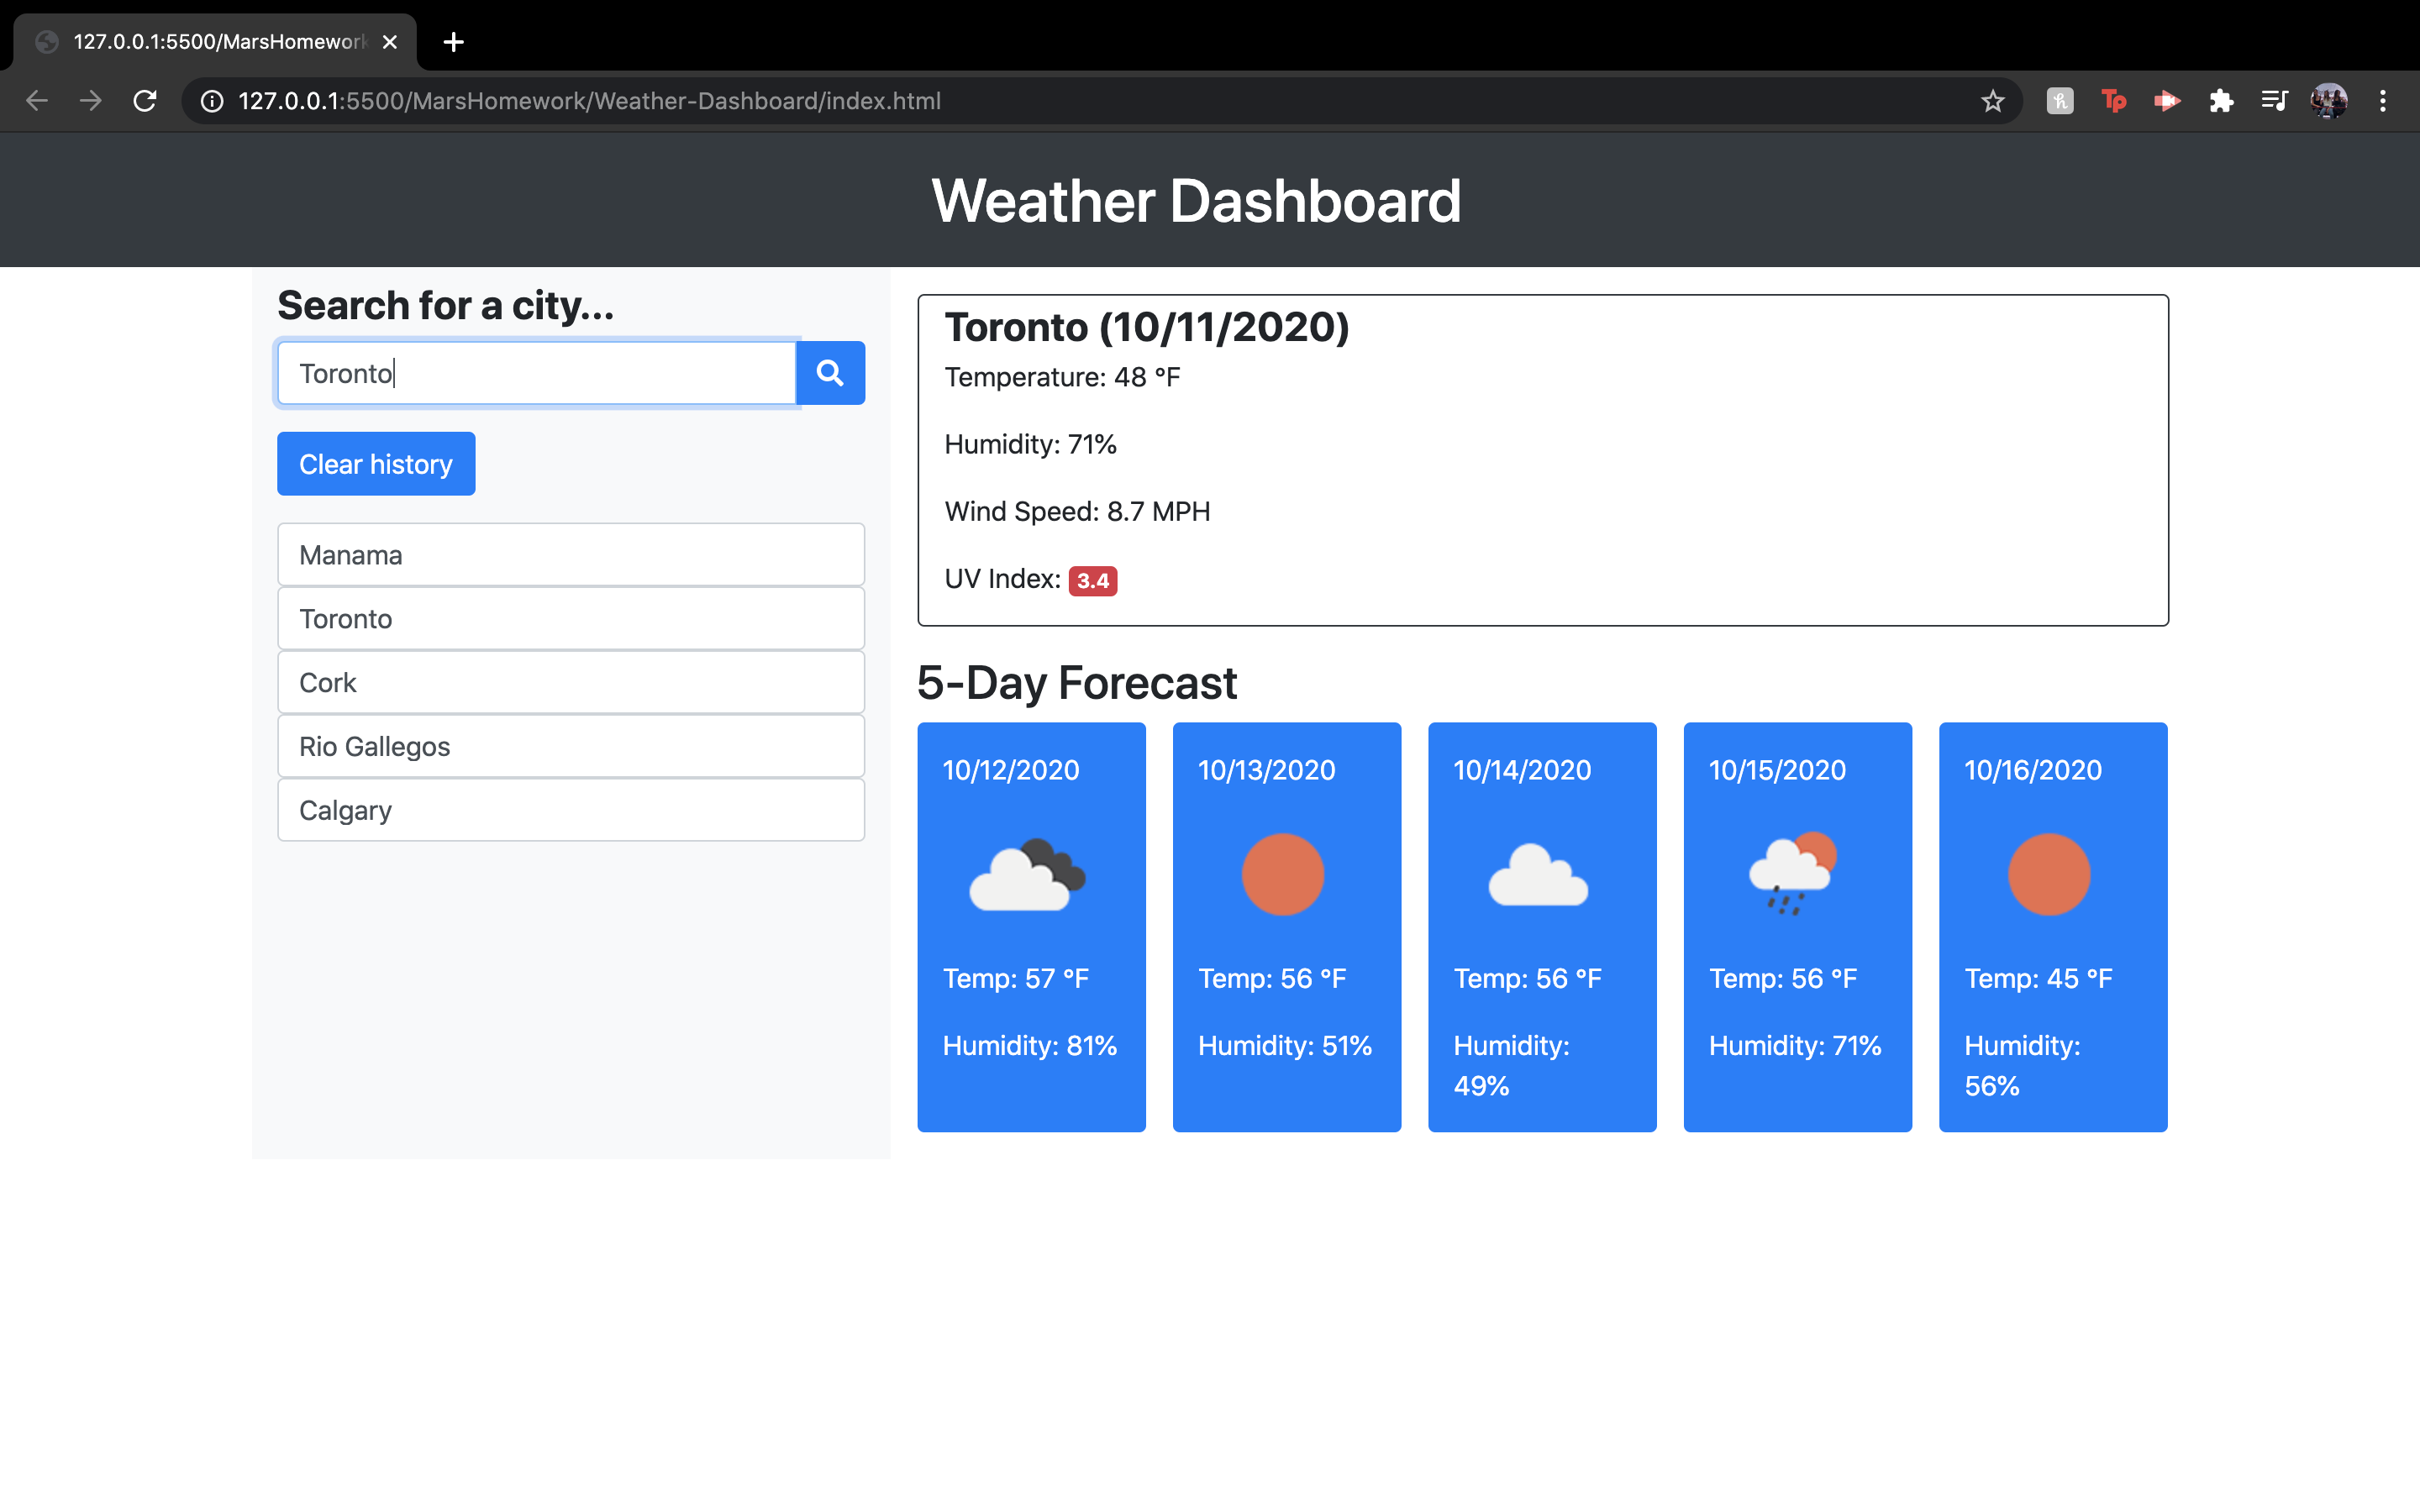 127.0.0.1:5500/MarsHomework
127.0.0.1:5500/MarsHomework/Weather-Dashboard/index.html
Tp
Weather Dashboard
Search for a city...
Toronto
Clear history
Manama
Toronto
Cork
Rio Gallegos
Calgary
Toronto (10/11/2020)
Temperature: 48 °F
Humidity: 71%
Wind Speed: 8.7 MPH
UV Index: 3.4
5-Day Forecast
10/12/2020
Temp: 57 °F
Humidity: 81%
10/13/2020
Temp: 56 °F
Humidity: 51%
10/14/2020
Temp: 56 °F
Humidity:
49%
10/15/2020
Temp: 56 °F
Humidity: 71%
10/16/2020
Temp: 45 °F
Humidity:
56%